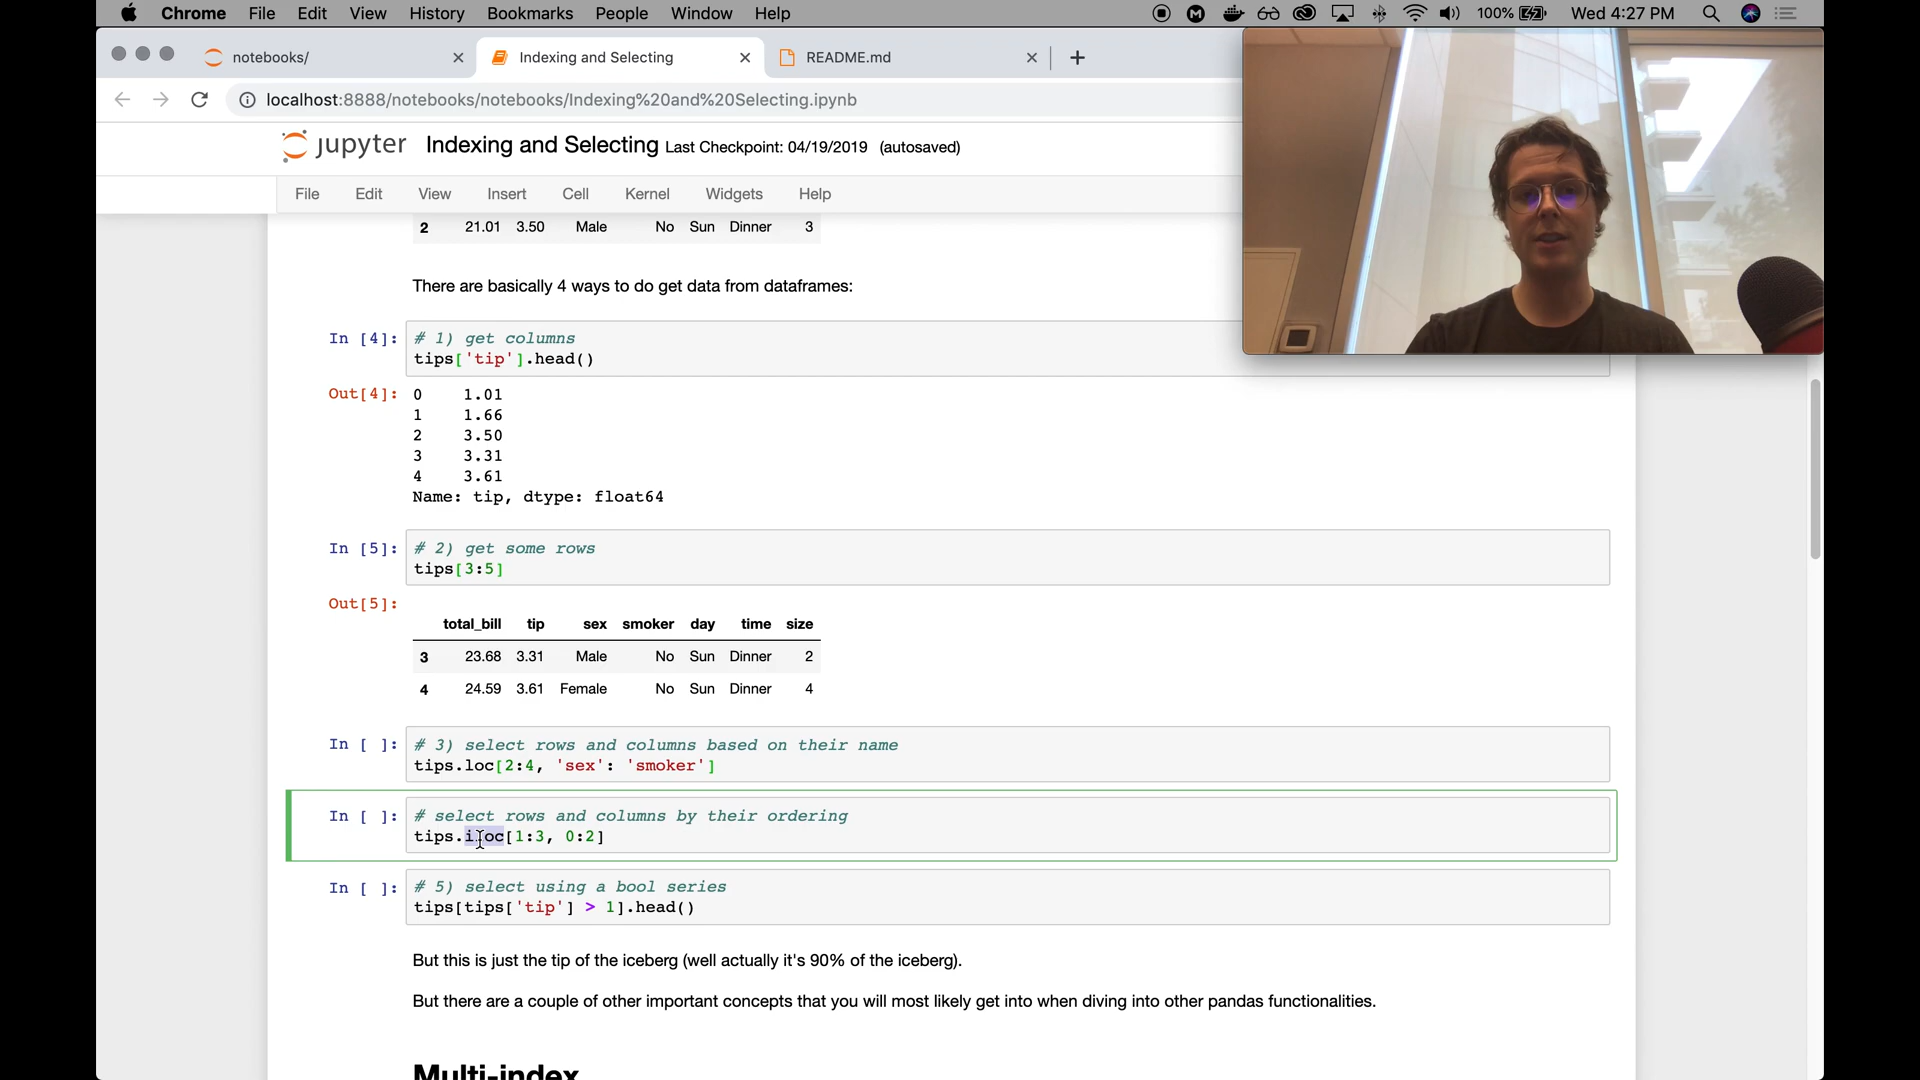 Chrome File Edit View History Bookmarks People Window Help 100% Wed 4:27 PM
notebooks/ Indexing and Selecting README.md
localhost:8888/notebooks/notebooks/Indexing%20and%20Selecting.ipynb
jupyter Indexing and Selecting Last Checkpoint: 04/19/2019 (autosaved)
File Edit View Insert Cell Kernel Widgets Help
2 21.01 3.50 Male No Sun Dinner 3
There are basically 4 ways to do get data from dataframes:
In [4]: # 1) get columns
tips['tip'].head()
Out[4]: 0 1.01
1 1.66
2 3.50
3 3.31
4 3.61
Name: tip, dtype: float64
In [5]: # 2) get some rows
tips[3:5]
Out[5]:
total_bill tip sex smoker day time size
3 23.68 3.31 Male No Sun Dinner 2
4 24.59 3.61 Female No Sun Dinner 4
In [ ]: # 3) select rows and columns based on their name
tips.loc[2:4, 'sex': 'smoker']
In [ ]: # select rows and columns by their ordering
tips.iloc[1:3, 0:2]
In [ ]: # 5) select using a bool series
tips[tips['tip'] > 1].head()
But this is just the tip of the iceberg (well actually it's 90% of the iceberg).
But there are a couple of other important concepts that you will most likely get into when diving into other pandas functionalities.
Multi-index